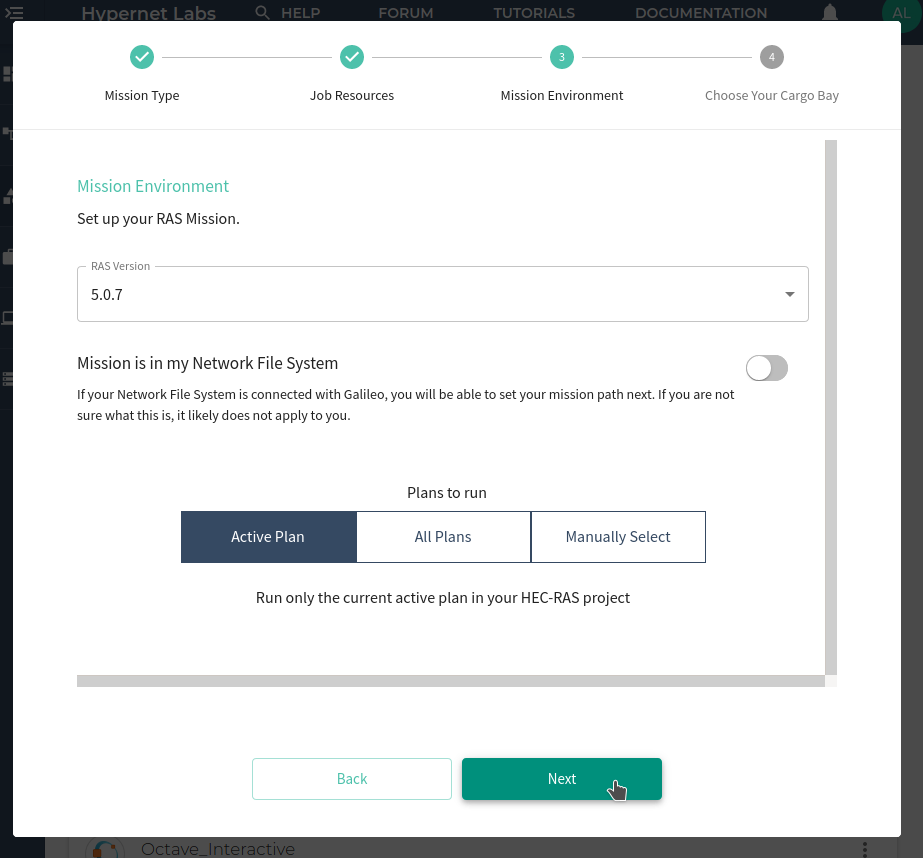 Hypernet Labs HELP FORUM TUTORIALS DOCUMENTATION AL
3 4
Mission Type Job Resources Mission Environment Choose Your Cargo Bay
Mission Environment
Set up your RAS Mission.
RAS Version
5.0.7
Mission is in my Network File System
If your Network File System is connected with Galileo, you will be able to set your mission path next. If you are not
sure what this is, it likely does not apply to you.
Plans to run
Active Plan All Plans Manually Select
Run only the current active plan in your HEC-RAS project
Back Next
Octave_Interactive